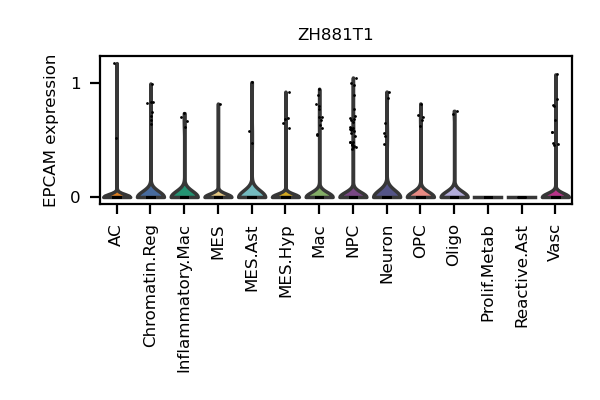 ZH881T1
EPCAM expression
1
0
AC
Chromatin.Reg
Inflammatory.Mac
MES
MES.Ast
MES.Hyp
Mac
NPC
Neuron
OPC
Oligo
Prolif.Metab
Reactive.Ast
Vasc